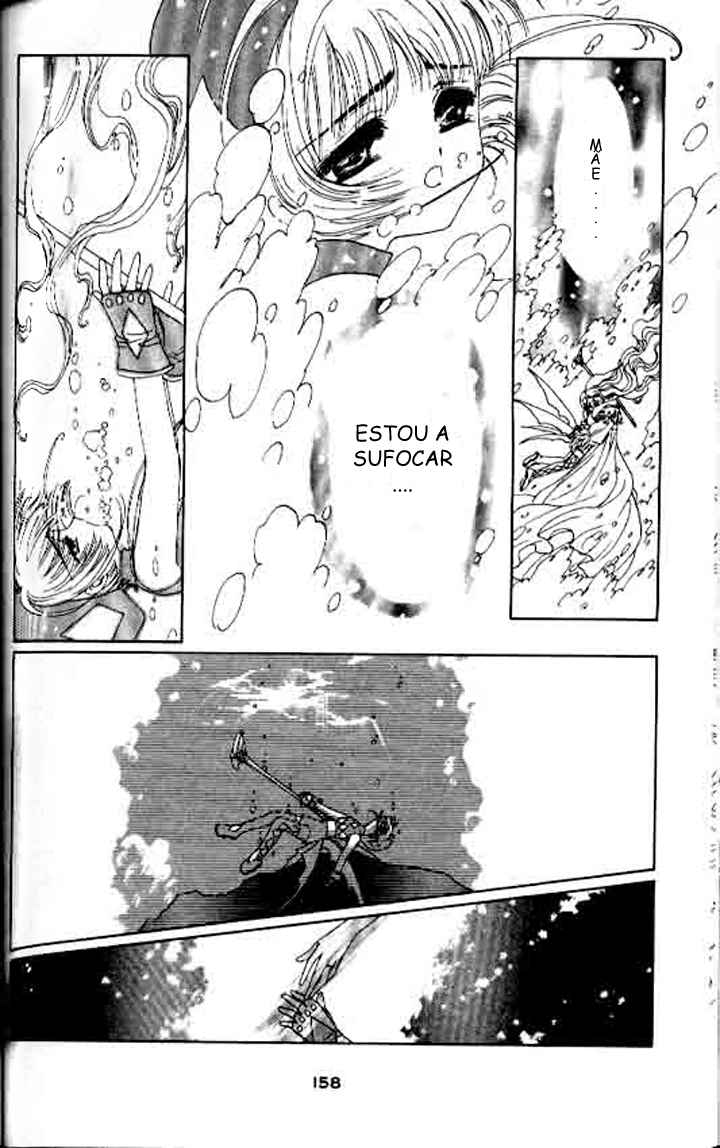 MÃE
. . . .
ESTOU A
SUFOCAR
....
158